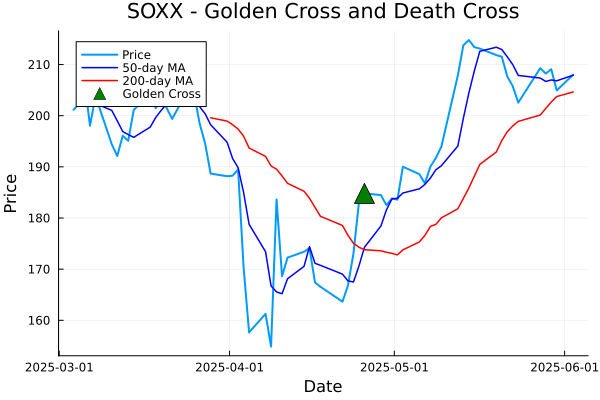 SOXX - Golden Cross and Death Cross
Price
50-day MA
200-day MA
Golden Cross
Price
210
200
190
180
170
160
2025-03-01
2025-04-01
2025-05-01
2025-06-01
Date